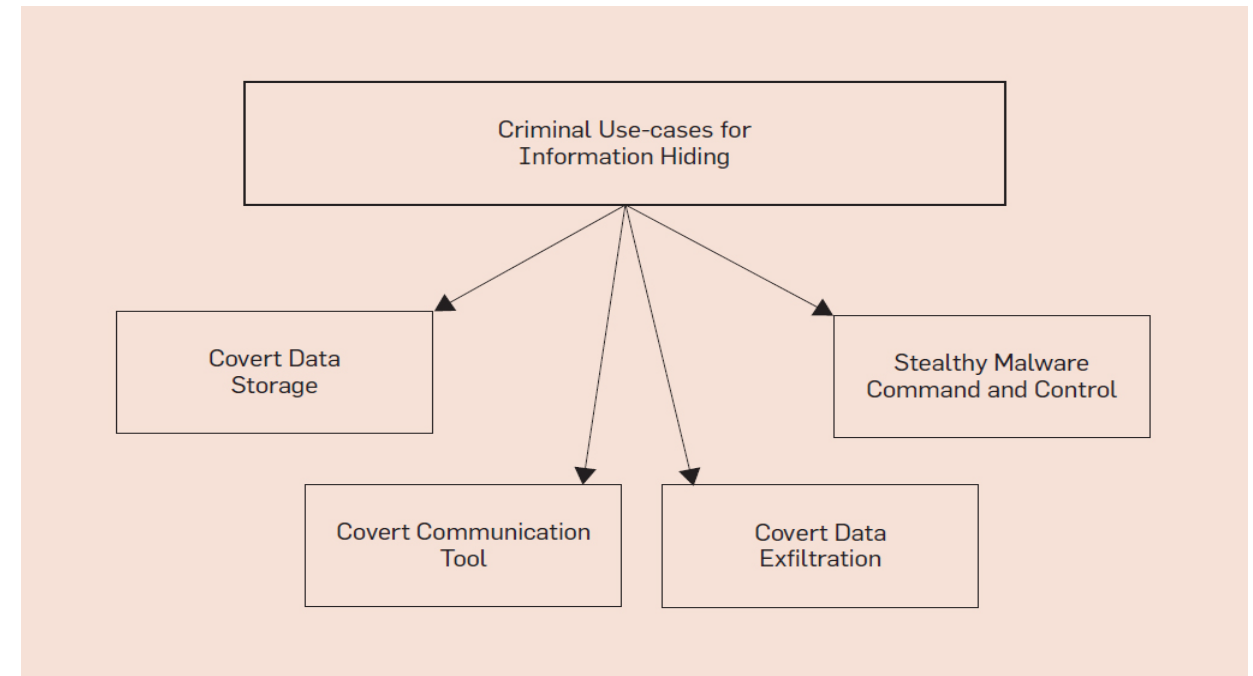 Criminal Use-cases for
Information Hiding
Covert Data
Storage
Stealthy Malware
Command and Control
Covert Communication
Tool
Covert Data
Exfiltration